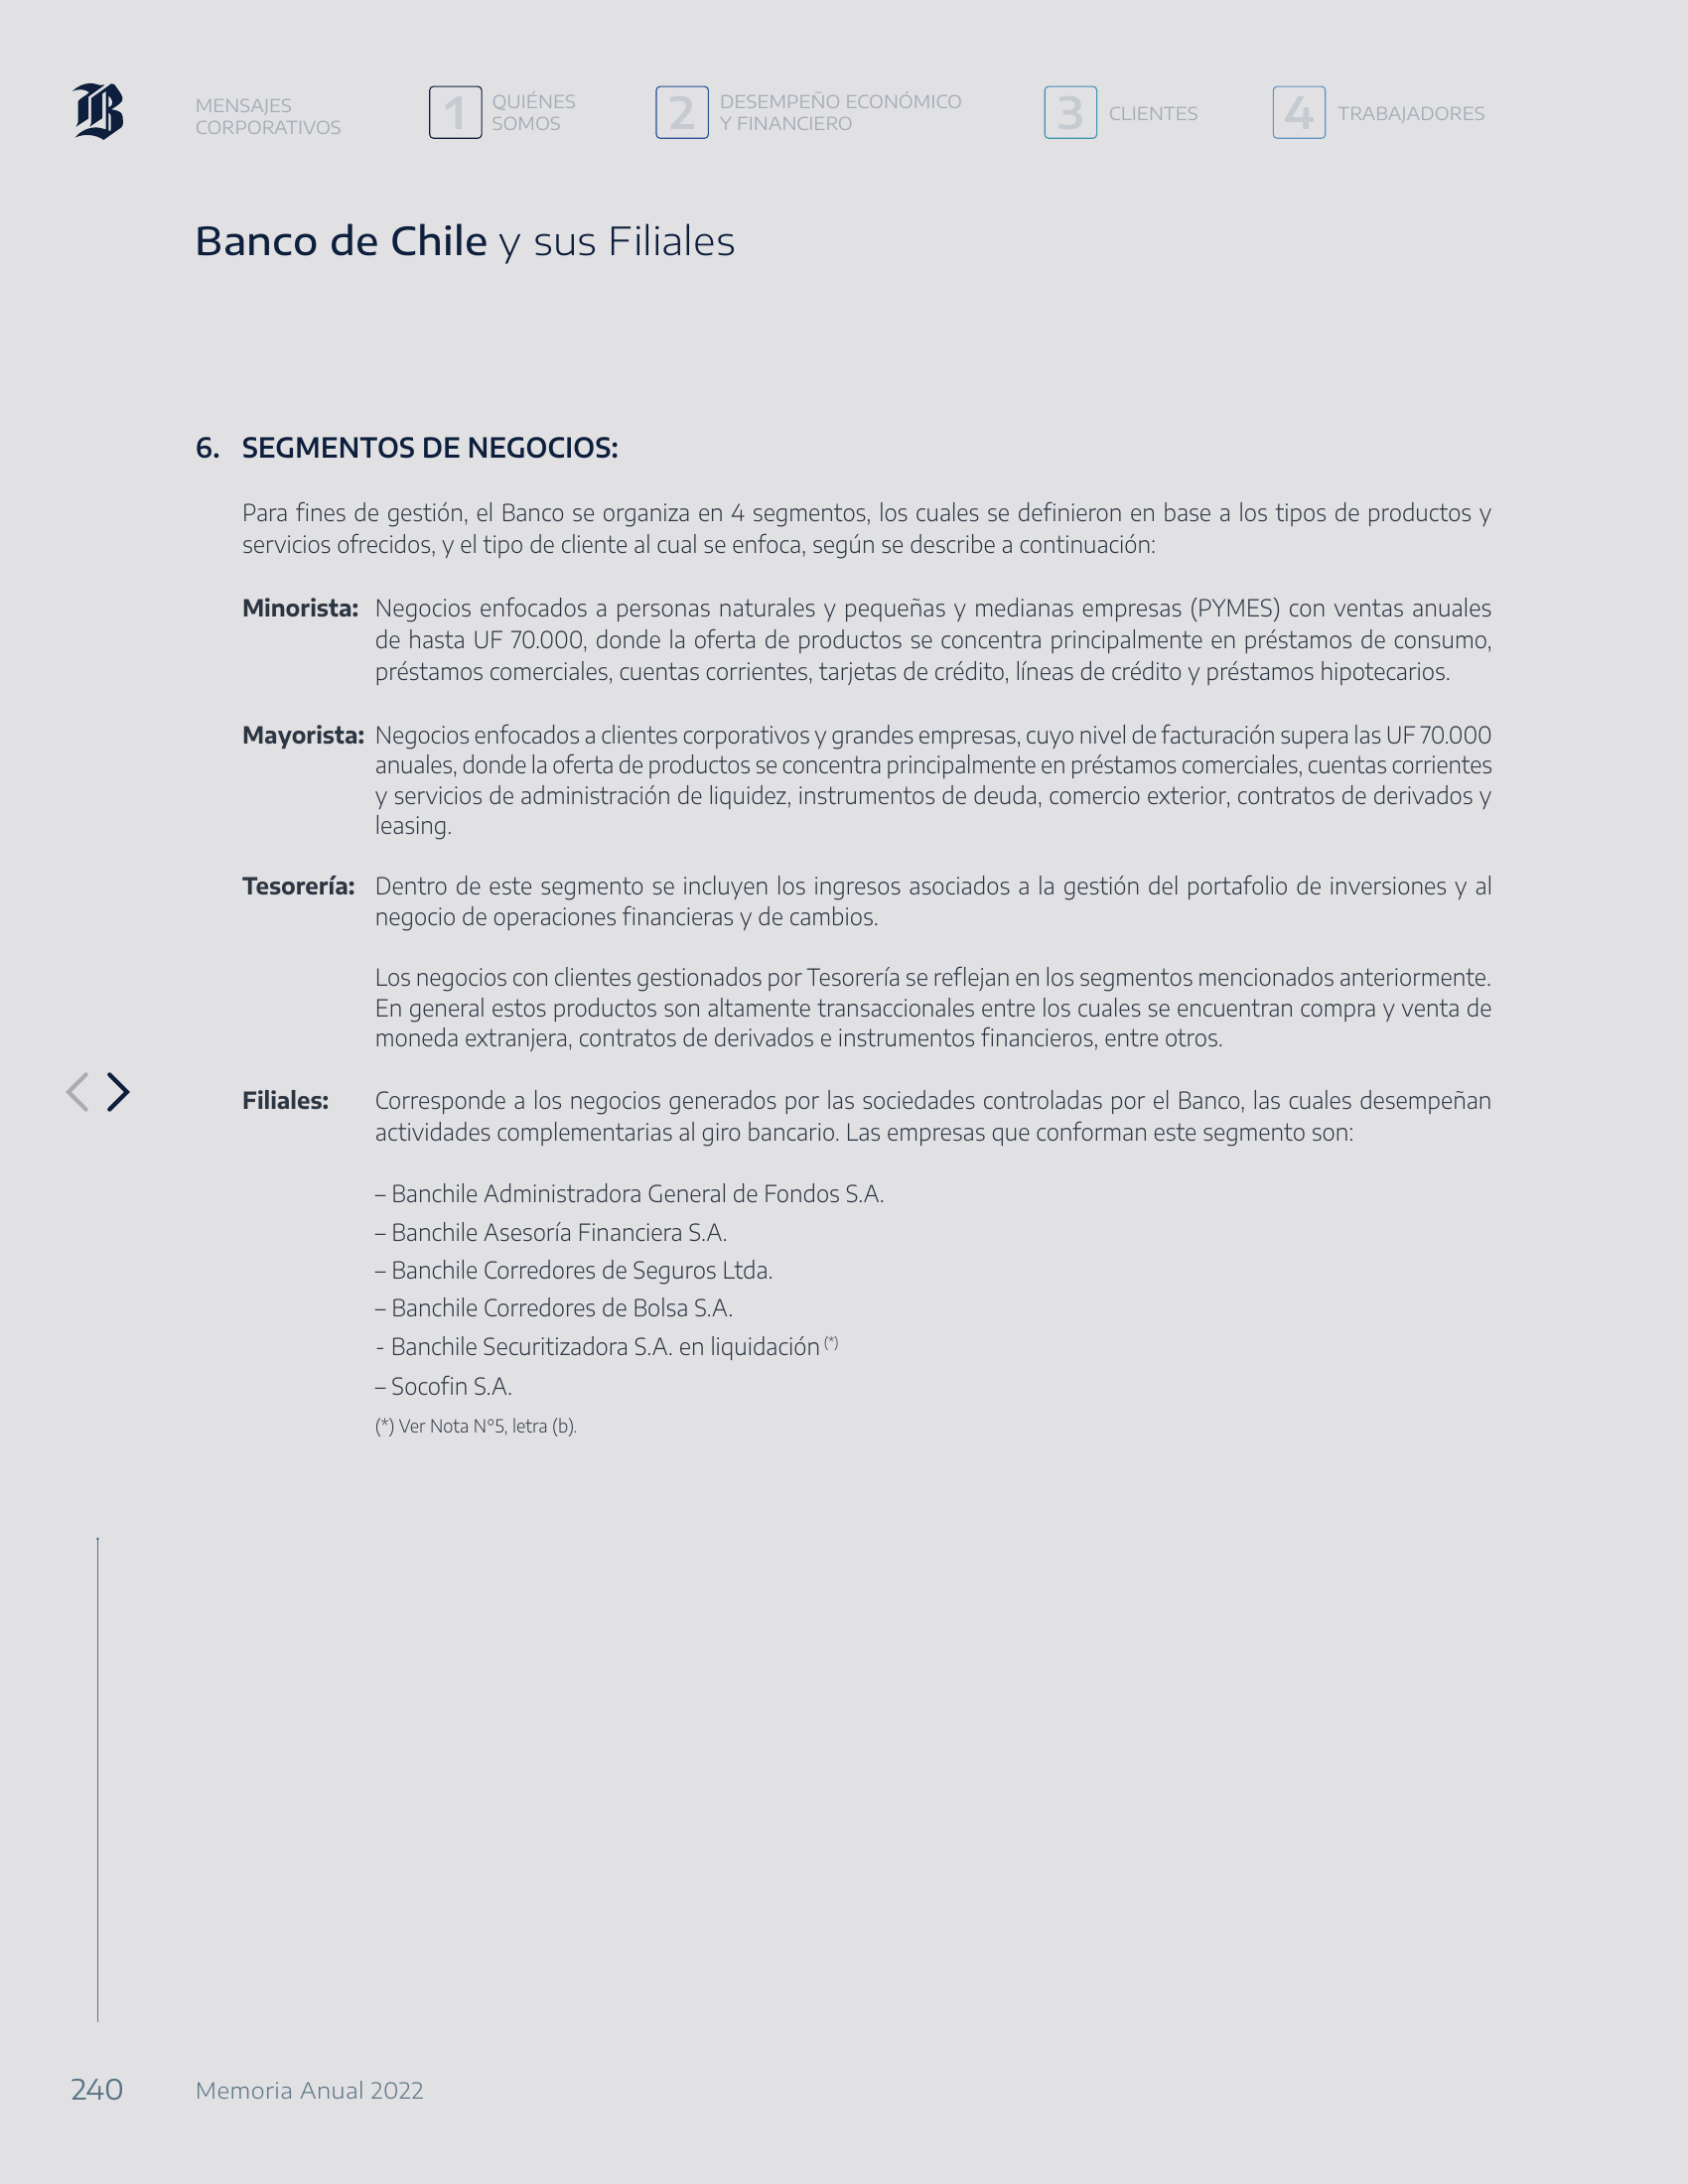 MENSAJES
CORPORATIVOS
1
QUIÉNES
SOMOS
2
DESEMPEÑO ECONÓMICO
Y FINANCIERO
3
CLIENTES
4
TRABAJADORES
Banco de Chile y sus Filiales
6. SEGMENTOS DE NEGOCIOS:
Para fines de gestión, el Banco se organiza en 4 segmentos, los cuales se definieron en base a los tipos de productos y
servicios ofrecidos, y el tipo de cliente al cual se enfoca, según se describe a continuación:
Minorista: Negocios enfocados a personas naturales y pequeñas y medianas empresas (PYMES) con ventas anuales
de hasta UF 70.000, donde la oferta de productos se concentra principalmente en préstamos de consumo,
préstamos comerciales, cuentas corrientes, tarjetas de crédito, líneas de crédito y préstamos hipotecarios.
Mayorista: Negocios enfocados a clientes corporativos y grandes empresas, cuyo nivel de facturación supera las UF 70.000
anuales, donde la oferta de productos se concentra principalmente en préstamos comerciales, cuentas corrientes
y servicios de administración de liquidez, instrumentos de deuda, comercio exterior, contratos de derivados y
leasing.
Tesorería: Dentro de este segmento se incluyen los ingresos asociados a la gestión del portafolio de inversiones y al
negocio de operaciones financieras y de cambios.
Los negocios con clientes gestionados por Tesorería se reflejan en los segmentos mencionados anteriormente.
En general estos productos son altamente transaccionales entre los cuales se encuentran compra y venta de
moneda extranjera, contratos de derivados e instrumentos financieros, entre otros.
Filiales: Corresponde a los negocios generados por las sociedades controladas por el Banco, las cuales desempeñan
actividades complementarias al giro bancario. Las empresas que conforman este segmento son:
– Banchile Administradora General de Fondos S.A.
– Banchile Asesoría Financiera S.A.
– Banchile Corredores de Seguros Ltda.
– Banchile Corredores de Bolsa S.A.
- Banchile Securitizadora S.A. en liquidación (*)
– Socofin S.A.
(*) Ver Nota Nº5, letra (b).
240
Memoria Anual 2022